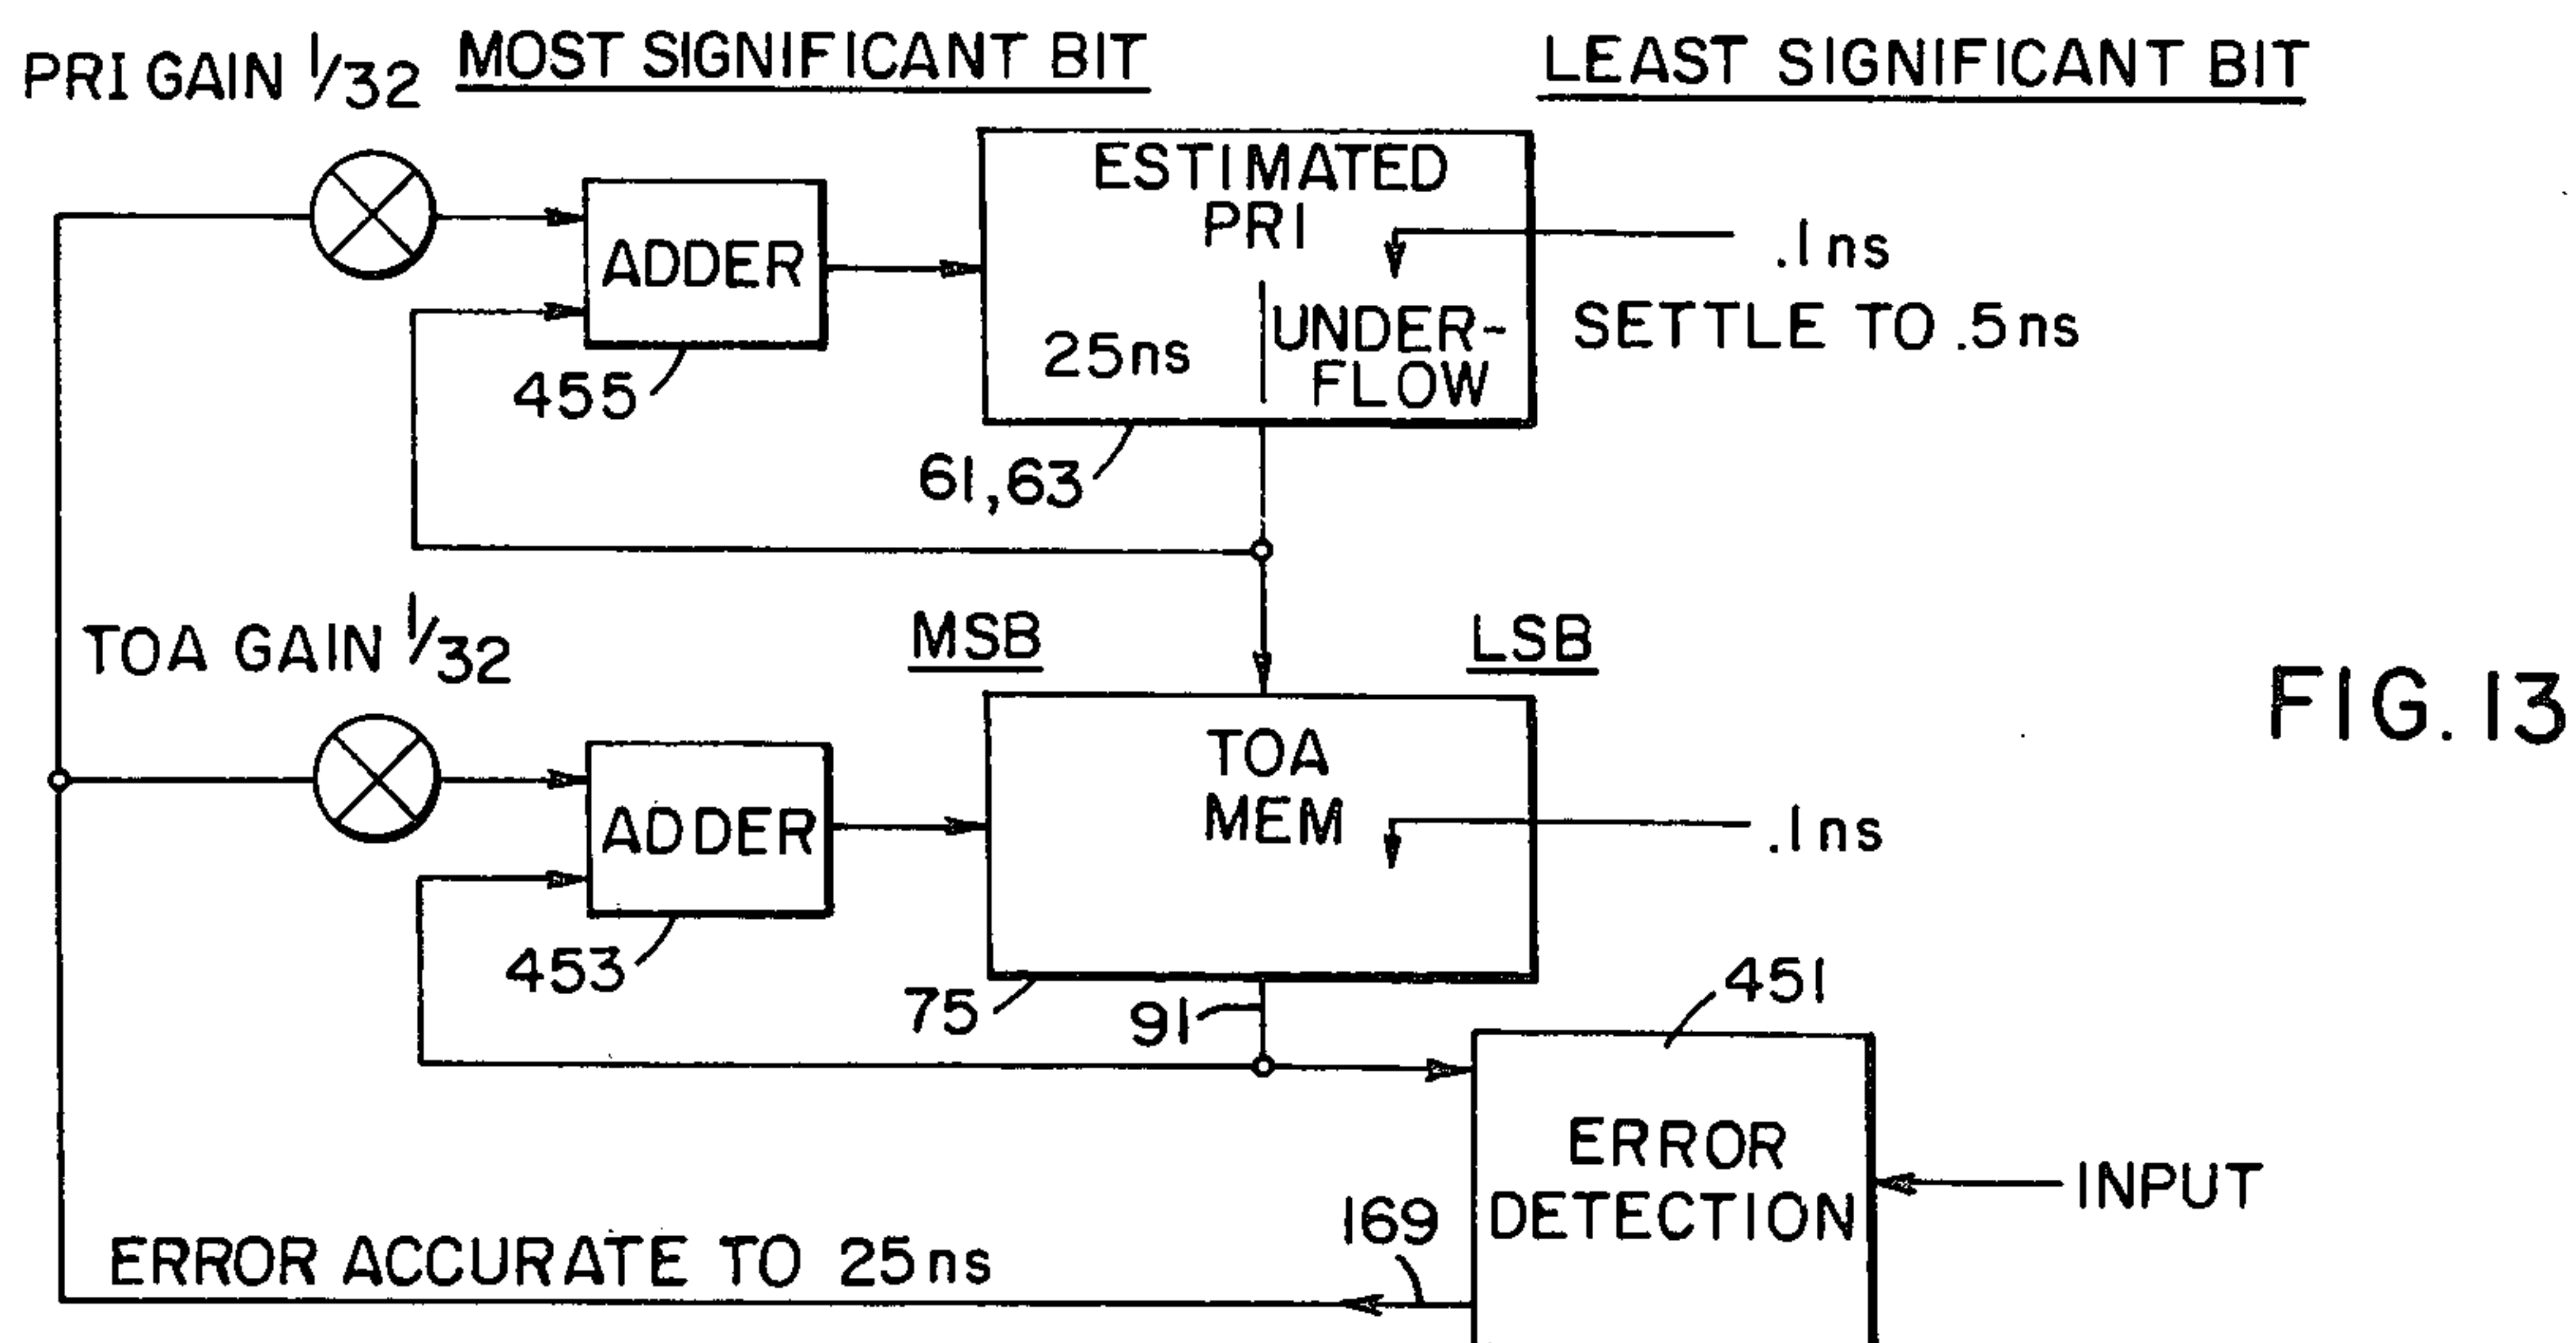 PRI GAIN 1/32
MOST SIGNIFICANT BIT
LEAST SIGNIFICANT BIT
ESTIMATED
PRI
ADDER
.1ns
25ns
UNDER-
FLOW
SETTLE TO .5ns
455
61,63
TOA GAIN 1/32
MSB
LSB
FIG. 13
TOA
MEM
ADDER
.1ns
453
75
91
451
ERROR
DETECTION
INPUT
169
ERROR ACCURATE TO 25ns